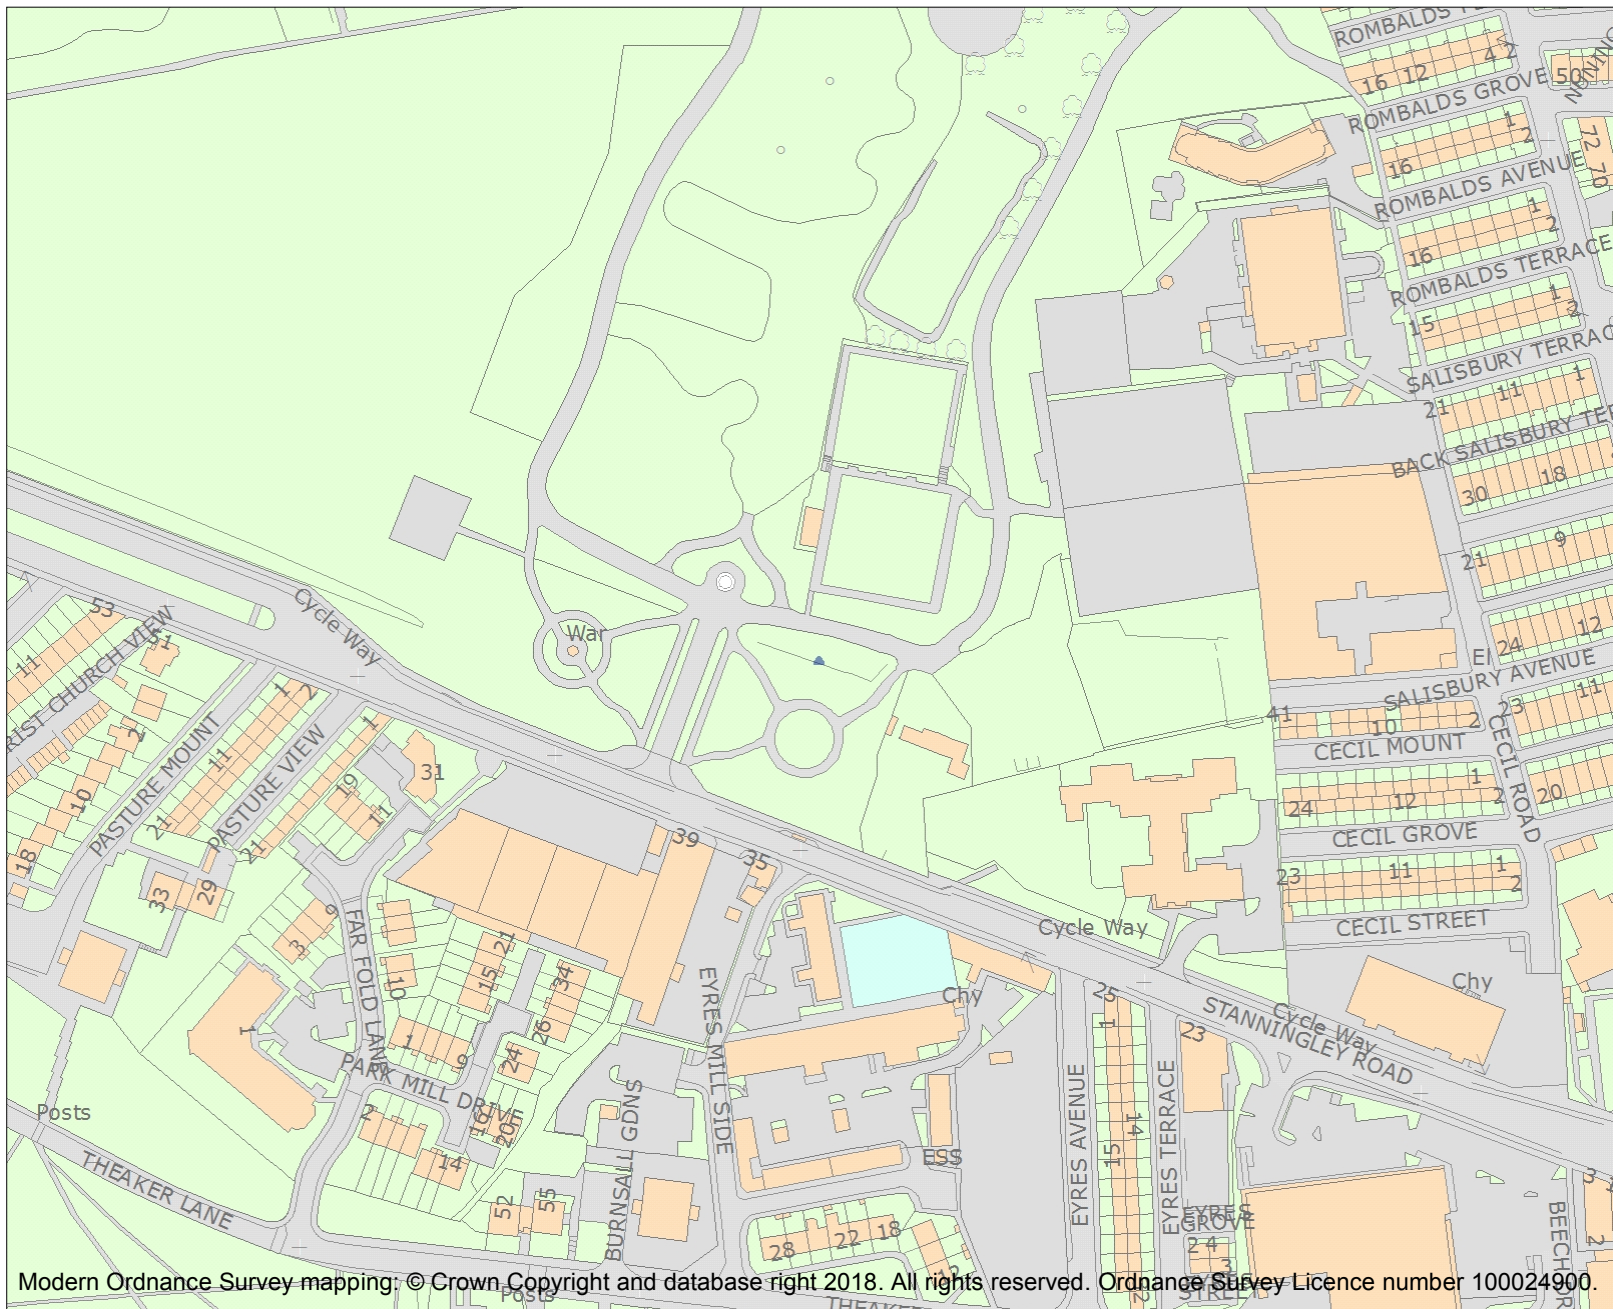 ROMBALDS
16 12 4 2
ROMBALDS GROVE
50
1
2
16
72
70
ROMBALDS AVENUE
1
2
16
ROMBALDS TERRACE
1
2
15
SALISBURY TERRAC
1
11
21
BACK SALISBURY TER
18
30
9
21
12
24
El
SALISBURY AVENUE
11
23
41
10
2
CECIL MOUNT
CECIL ROAD
1
2
12
24
20
CECIL GROVE
1
2
11
23
CECIL STREET
War
Cycle Way
53
51
11
RIST CHURCH VIEW
2
10
18
PASTURE MOUNT
1
2
11
21
PASTURE VIEW
1
21
19
11
31
33
29
39
35
FAR FOLD LANE
9
3
10
1
21
15
34
26
1
9
24
PARK MILL DRIVE
2
14
16
20
Posts
THEAKER LANE
52
55
BURNSALL GDNS
EYRES MILL SIDE
Chy
Cycle Way
25
1
23
STANNINGLEY ROAD
Cycle Way
Chy
EYRES AVENUE
14
15
EYRES TERRACE
ESS
28
22
18
12
EYRES
GROVE
2 4
3
STREET
2
3
BEECH
2
Posts
THEAKER
Modern Ordnance Survey mapping: © Crown Copyright and database right 2018. All rights reserved. Ordnance Survey Licence number 100024900.